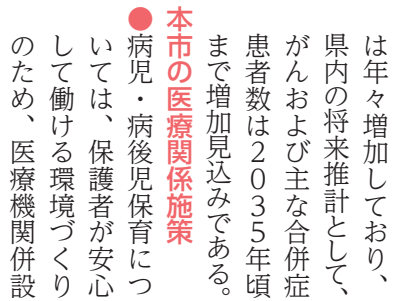 は年々増加しており、
県内の将来推計として、
がんおよび主な合併症
患者数は2035年頃
まで増加見込みである。
本市の医療関係施策
●病児・病後児保育につ
いては、保護者が安心
して働ける環境づくり
のため、医療機関併設